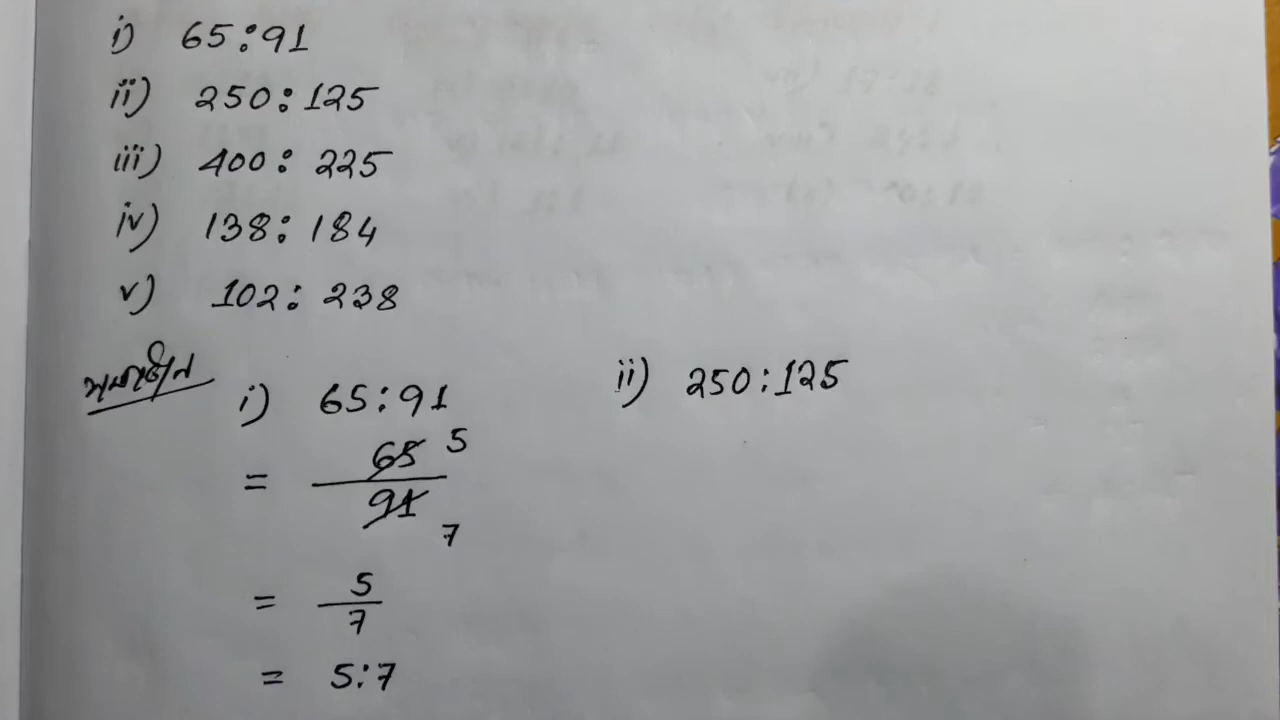 i) 65:91
ii) 250:125
iii) 400:225
iv) 138:184
v) 102:238
সমাধান
i) 65:91
= 65 5
91 7
= 5
7
= 5:7
ii) 250:125